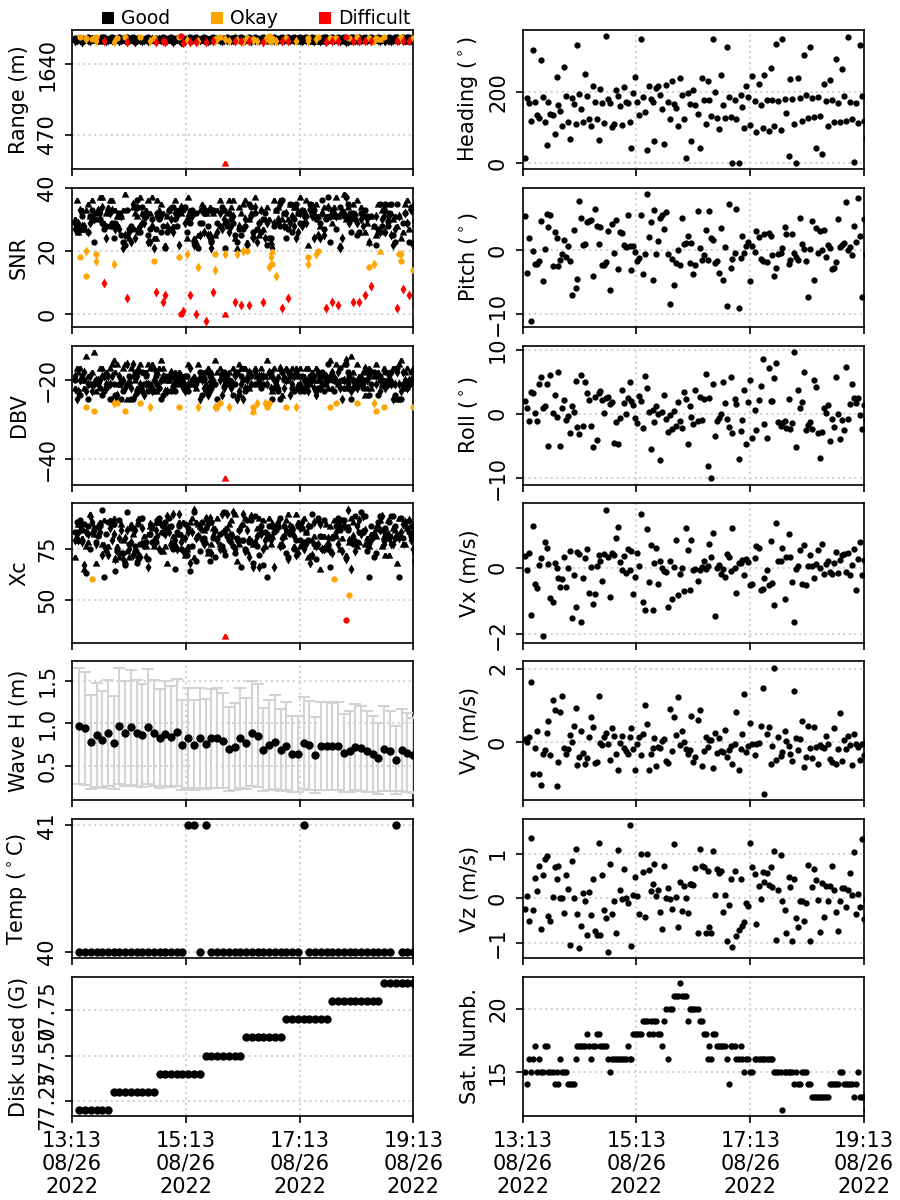 Good Okay Difficult
Range (m)
1640
470
Heading (°)
200
0
SNR
40
20
0
Pitch (°)
0
−10
DBV
−20
−40
Roll (°)
10
0
−10
Xc
75
50
Vx (m/s)
0
−2
Wave H (m)
1.5
1.0
0.5
Vy (m/s)
2
0
Temp (°C)
41
40
Vz (m/s)
1
0
−1
Disk used (G)
77.75
77.50
77.25
Sat. Numb.
20
15
13:13 15:13 17:13 19:13 13:13 15:13 17:13 19:13
08/26 08/26 08/26 08/26 08/26 08/26 08/26 08/26
2022 2022 2022 2022 2022 2022 2022 2022